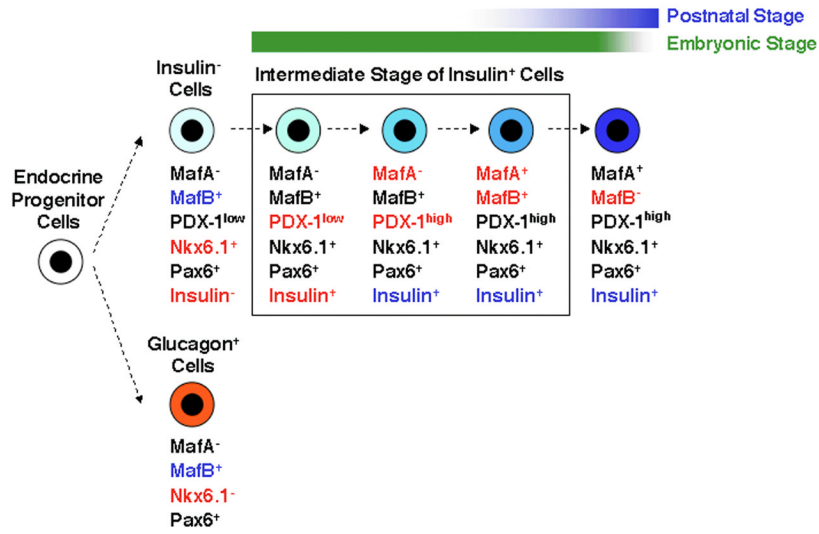 Postnatal Stage
Embryonic Stage
Insulin⁻
Cells
Intermediate Stage of Insulin⁺ Cells
Endocrine
Progenitor
Cells
MafA⁻
MafB⁺
PDX-1ˡᵒʷ
Nkx6.1⁺
Pax6⁺
Insulin⁻
MafA⁻
MafB⁺
PDX-1ˡᵒʷ
Nkx6.1⁺
Pax6⁺
Insulin⁺
MafA⁻
MafB⁺
PDX-1ʰⁱᵍʰ
Nkx6.1⁺
Pax6⁺
Insulin⁺
MafA⁺
MafB⁺
PDX-1ʰⁱᵍʰ
Nkx6.1⁺
Pax6⁺
Insulin⁺
MafA⁺
MafB⁻
PDX-1ʰⁱᵍʰ
Nkx6.1⁺
Pax6⁺
Insulin⁺
Glucagon⁺
Cells
MafA⁻
MafB⁺
Nkx6.1⁻
Pax6⁺